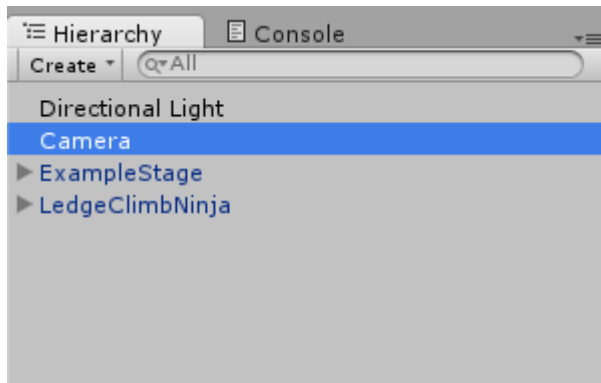 Hierarchy Console
Create All
Directional Light
Camera
ExampleStage
LedgeClimbNinja